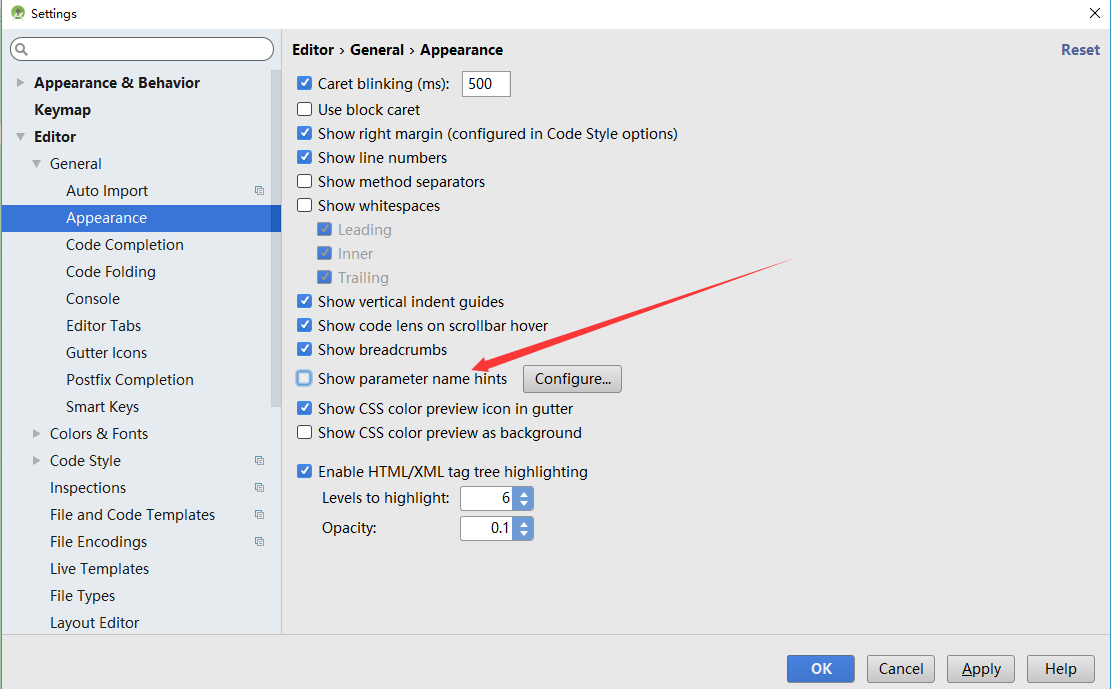 Settings
Editor › General › Appearance
Reset
Appearance & Behavior
Keymap
Editor
General
Auto Import
Appearance
Code Completion
Code Folding
Console
Editor Tabs
Gutter Icons
Postfix Completion
Smart Keys
Colors & Fonts
Code Style
Inspections
File and Code Templates
File Encodings
Live Templates
File Types
Layout Editor
Caret blinking (ms): 500
Use block caret
Show right margin (configured in Code Style options)
Show line numbers
Show method separators
Show whitespaces
Leading
Inner
Trailing
Show vertical indent guides
Show code lens on scrollbar hover
Show breadcrumbs
Show parameter name hints Configure...
Show CSS color preview icon in gutter
Show CSS color preview as background
Enable HTML/XML tag tree highlighting
Levels to highlight: 6
Opacity: 0.1
OK Cancel Apply Help